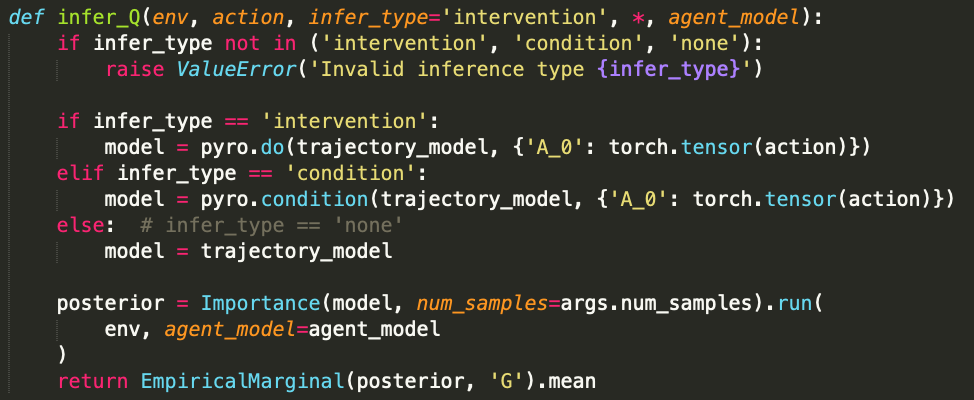 def infer_Q(env, action, infer_type='intervention', *, agent_model):
    if infer_type not in ('intervention', 'condition', 'none'):
        raise ValueError('Invalid inference type {infer_type}')

    if infer_type == 'intervention':
        model = pyro.do(trajectory_model, {'A_0': torch.tensor(action)})
    elif infer_type == 'condition':
        model = pyro.condition(trajectory_model, {'A_0': torch.tensor(action)})
    else:  # infer_type == 'none'
        model = trajectory_model

    posterior = Importance(model, num_samples=args.num_samples).run(
        env, agent_model=agent_model
    )
    return EmpiricalMarginal(posterior, 'G').mean